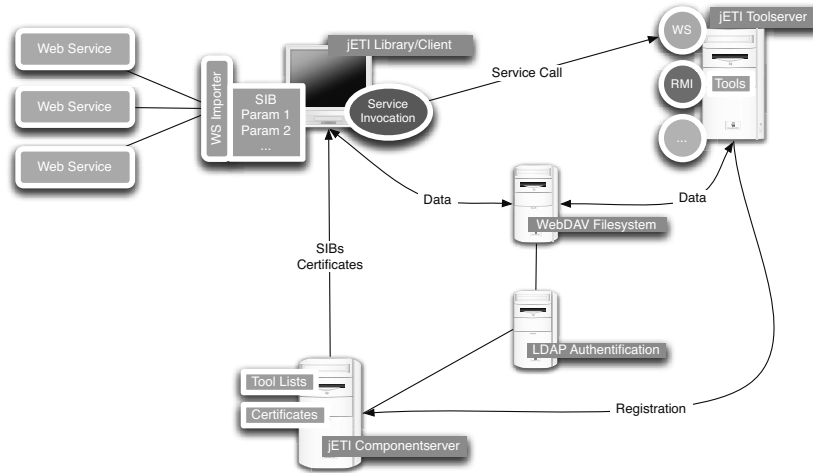 Web Service
Web Service
Web Service
WS Importer
SIB
Param 1
Param 2
...
jETI Library/Client
Service
Invocation
Service Call
jETI Toolserver
WS
RMI
...
Tools
Data
Data
WebDAV Filesystem
SIBs
Certificates
LDAP Authentification
Tool Lists
Certificates
jETI Componentserver
Registration